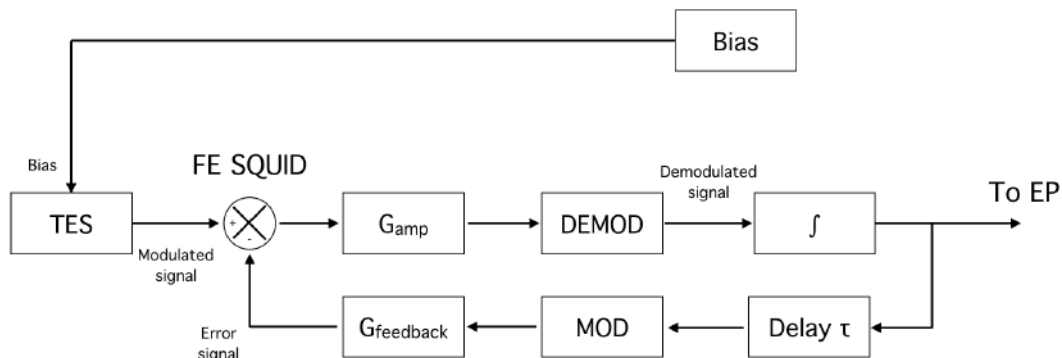 Bias
Bias
FE SQUID
Demodulated
signal
To EP
TES
+
-
Gamp
DEMOD
∫
Modulated
signal
Error
signal
Gfeedback
MOD
Delay τ